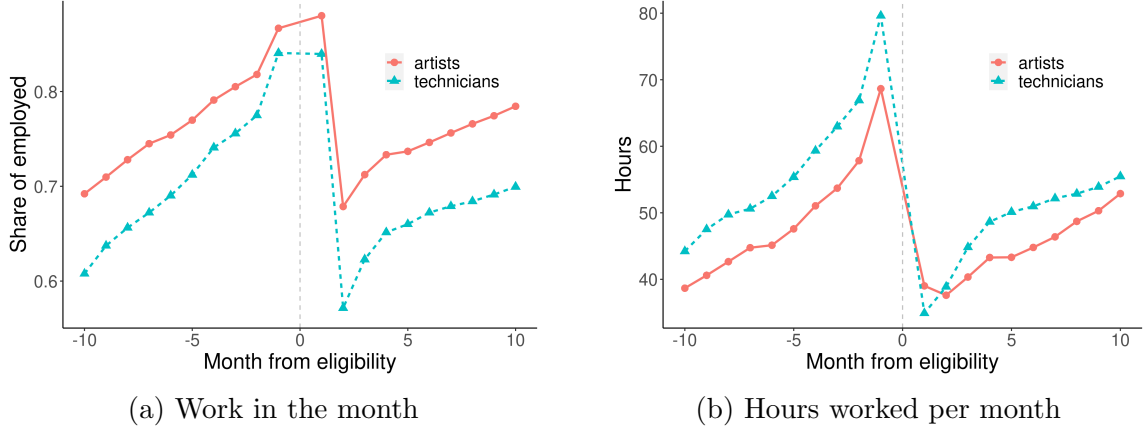 Share of employed
0.8
0.7
0.6
artists
technicians
-10
-5
0
5
10
Month from eligibility
(a) Work in the month
Hours
80
70
60
50
40
artists
technicians
-10
-5
0
5
10
Month from eligibility
(b) Hours worked per month